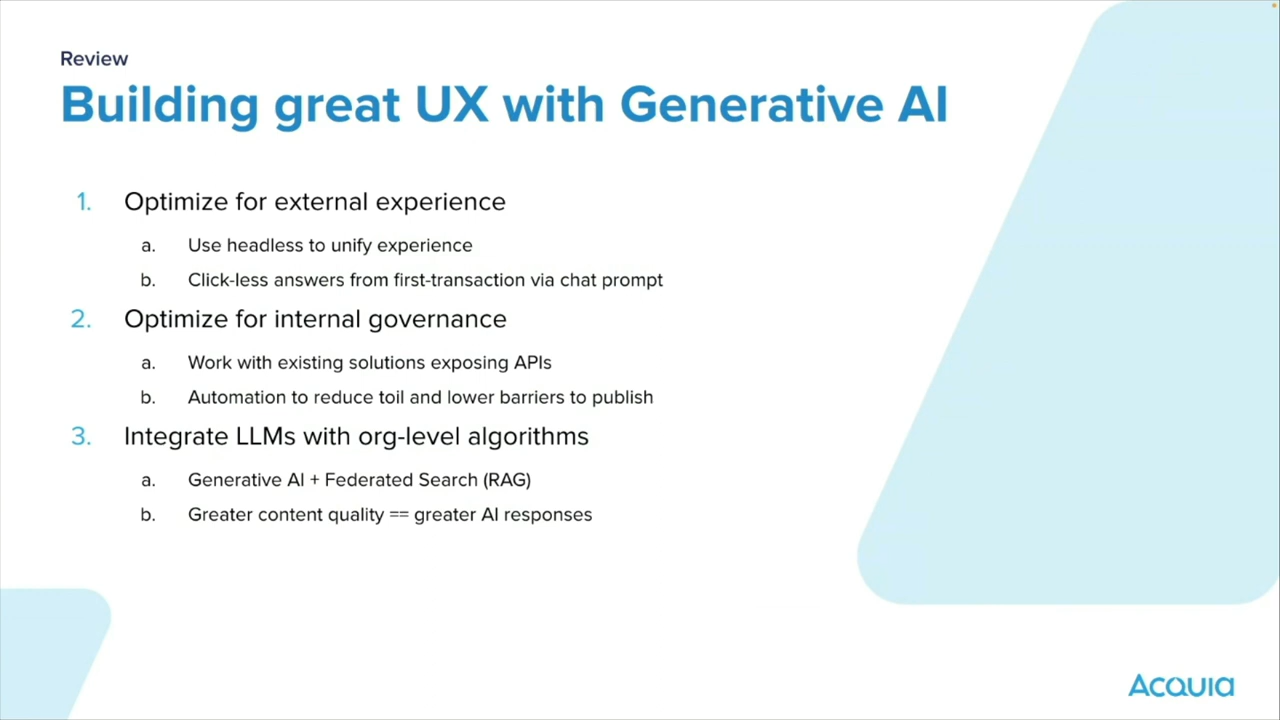 Review
Building great UX with Generative AI
1. Optimize for external experience
a. Use headless to unify experience
b. Click-less answers from first-transaction via chat prompt
2. Optimize for internal governance
a. Work with existing solutions exposing APIs
b. Automation to reduce toil and lower barriers to publish
3. Integrate LLMs with org-level algorithms
a. Generative AI + Federated Search (RAG)
b. Greater content quality == greater AI responses
Acquia